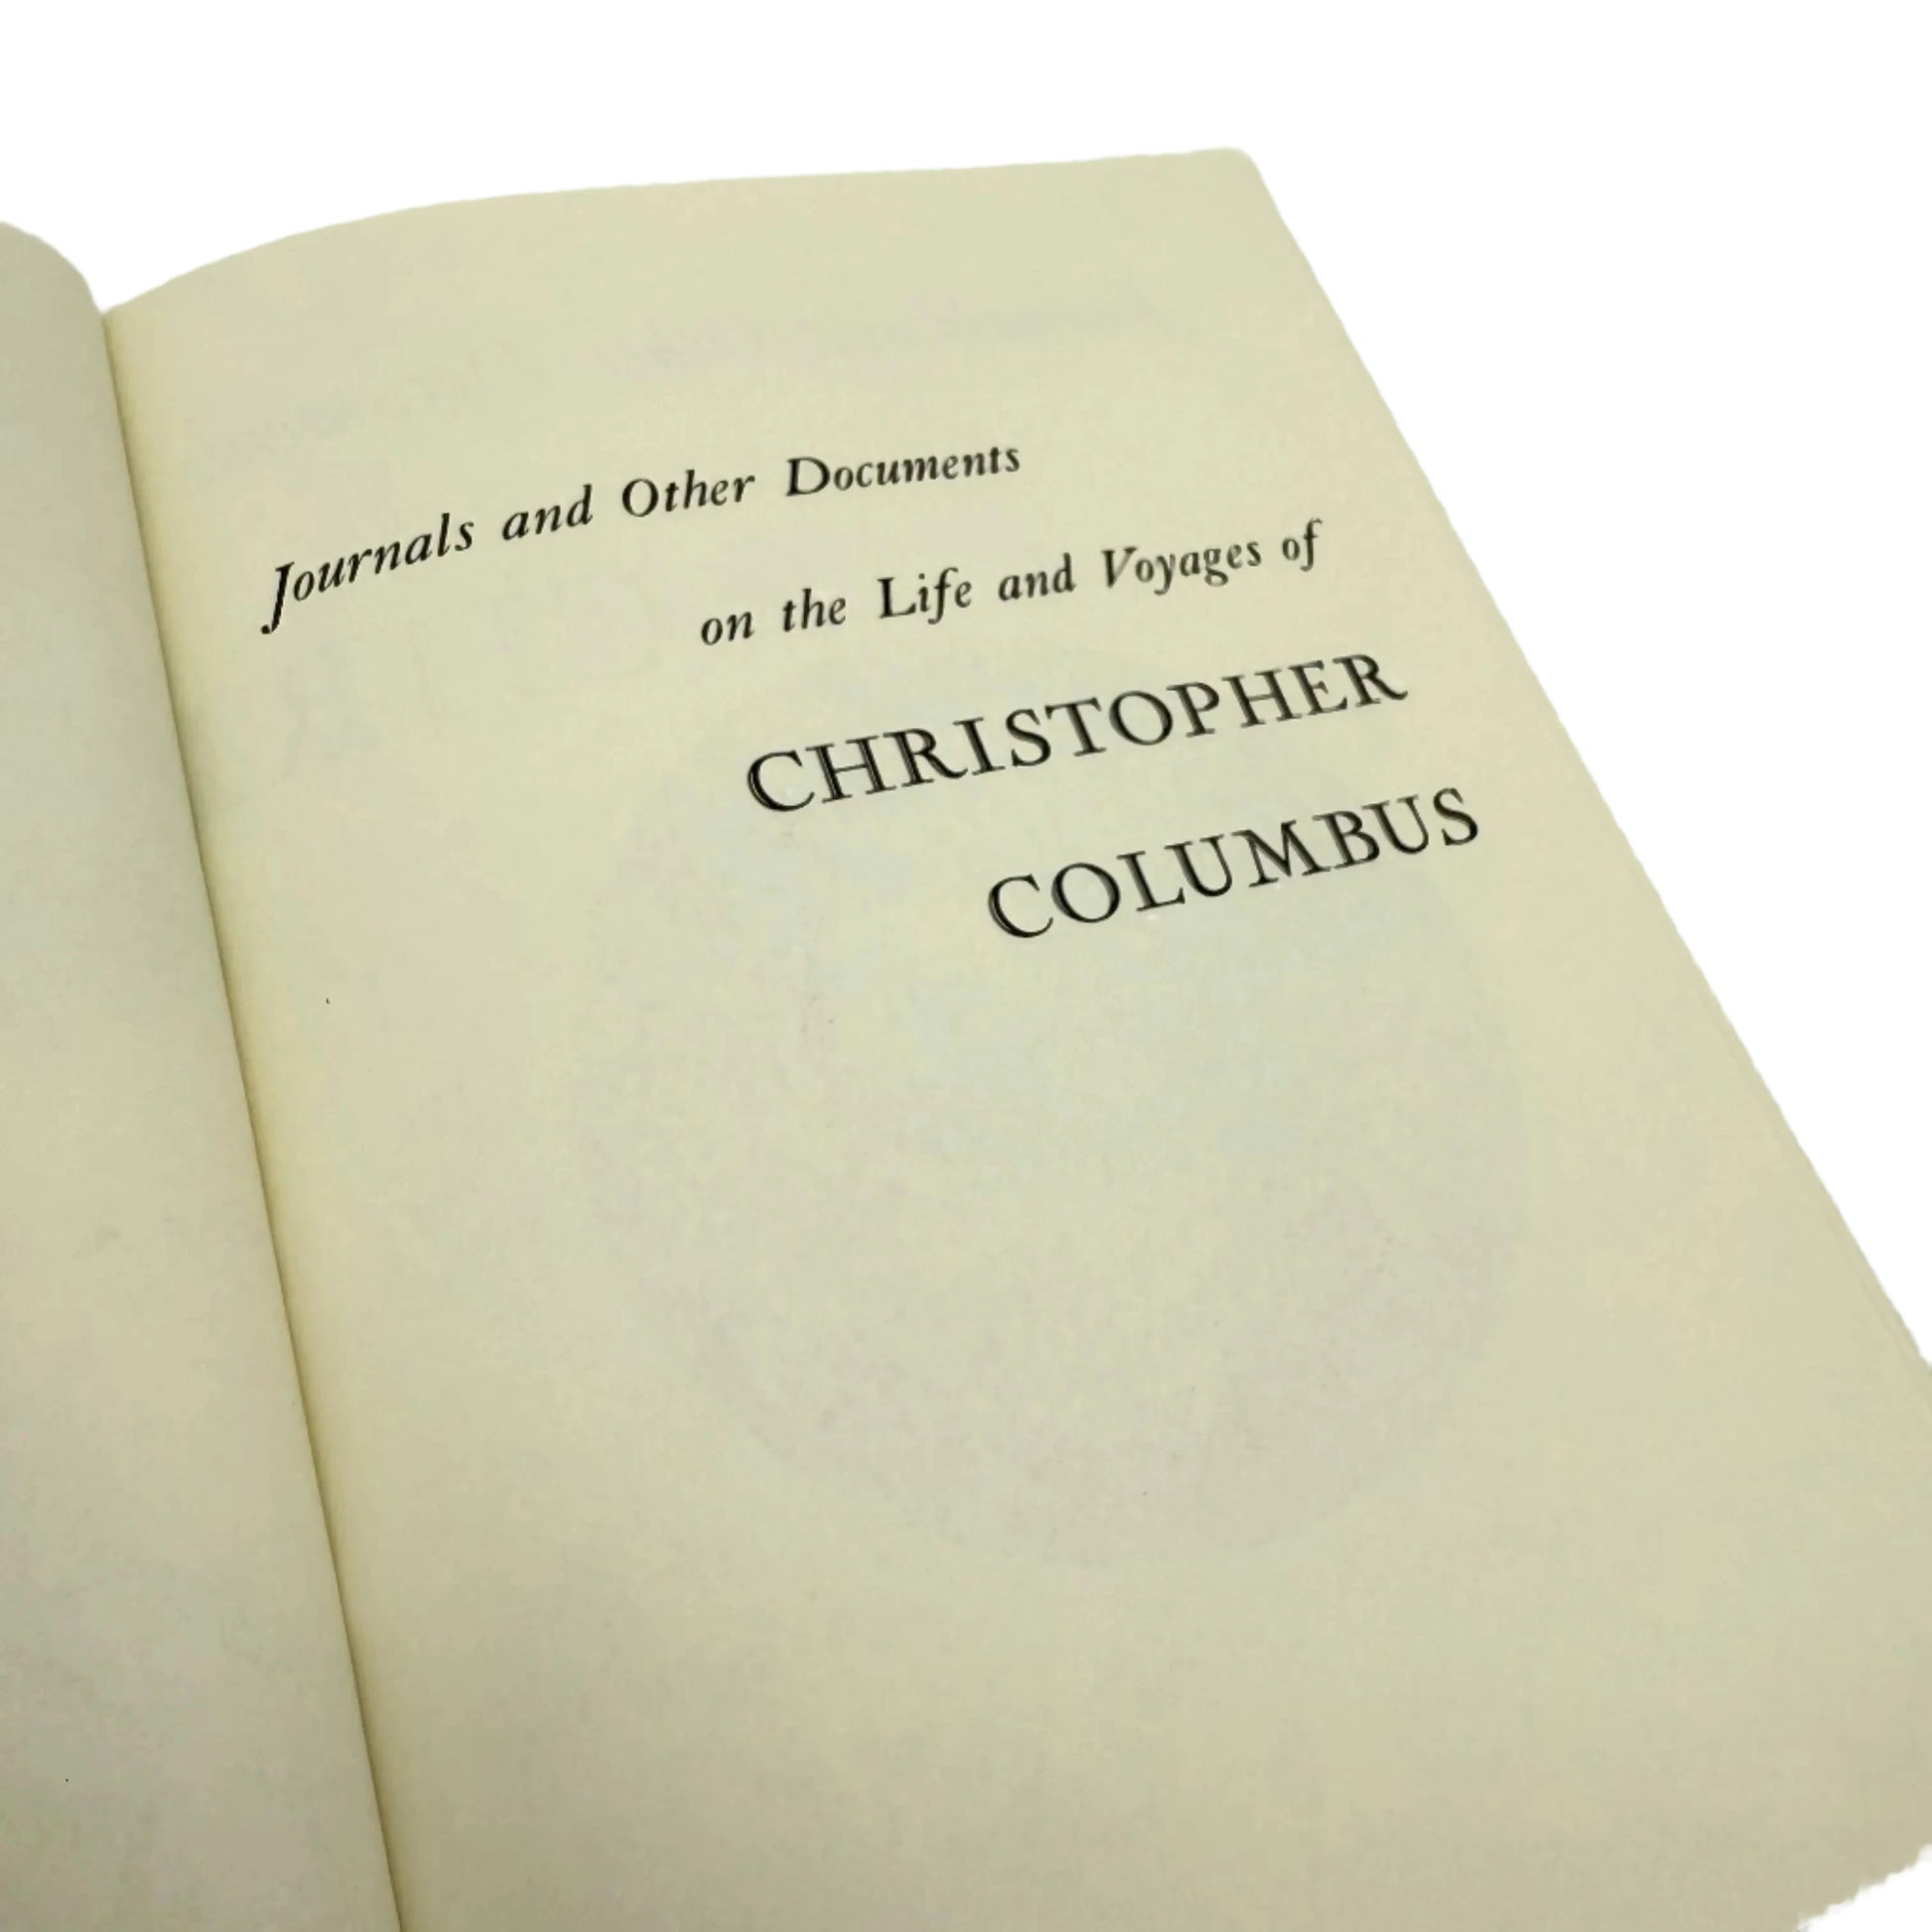 Journals and Other Documents
on the Life and Voyages of
CHRISTOPHER
COLUMBUS